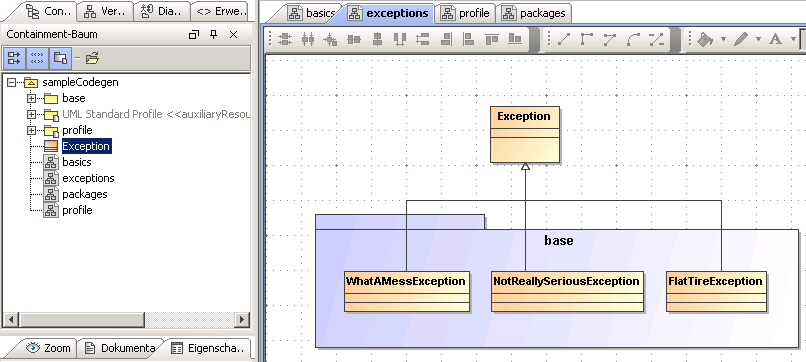 Con.. Ver.. Dia.. <> Erwe..
Containment-Baum
sampleCodegen
base
UML Standard Profile <<auxiliaryResou
profile
Exception
basics
exceptions
packages
profile
Zoom Dokumenta Eigenscha..
basics exceptions profile packages
A
Exception
base
WhatAMessException NotReallySeriousException FlatTireException